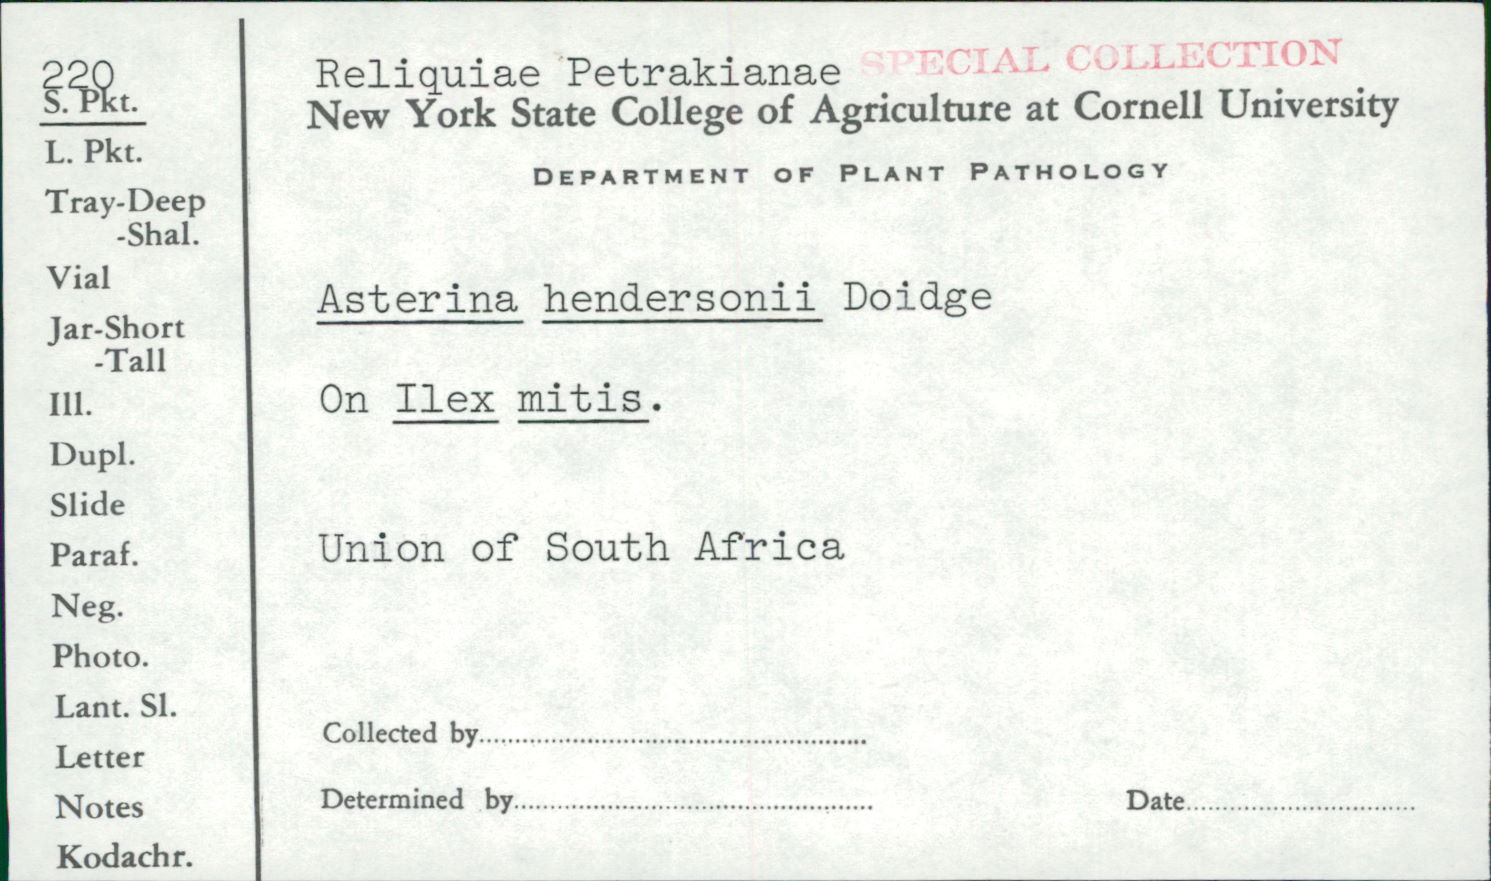 220
S. Pkt.
L. Pkt.
Tray-Deep
-Shal.
Vial
Jar-Short
-Tall
Ill.
Dupl.
Slide
Paraf.
Neg.
Photo.
Lant. Sl.
Letter
Notes
Kodachr.
Reliquiae Petrakianae SPECIAL COLLECTION
New York State College of Agriculture at Cornell University
DEPARTMENT OF PLANT PATHOLOGY
Asterina hendersonii Doidge
On Ilex mitis.
Union of South Africa
Collected by
Determined by Date